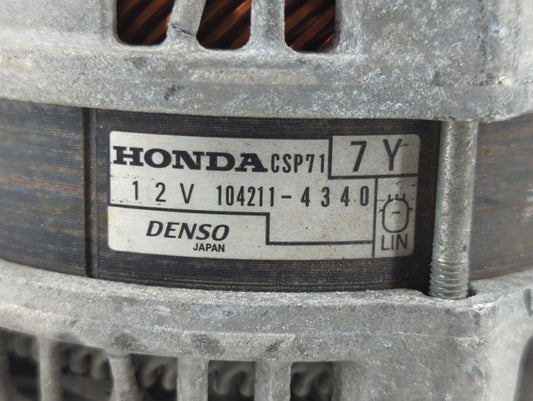 HONDA CSP71 7Y
12V 104211-4340
DENSO
JAPAN
LIN